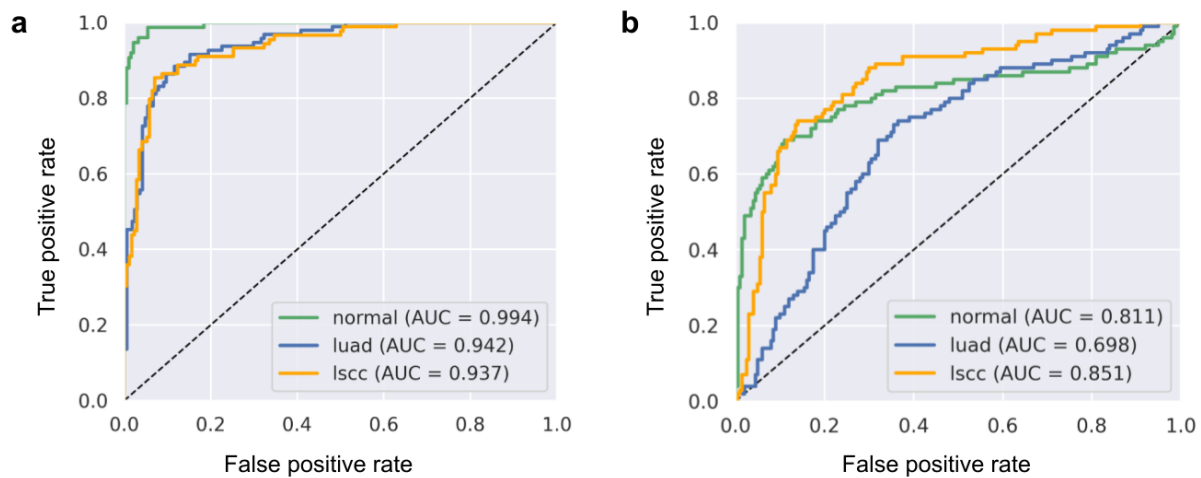 a
1.0
0.8
0.6
0.4
0.2
0.0
True positive rate
normal (AUC = 0.994)
luad (AUC = 0.942)
lscc (AUC = 0.937)
0.0 0.2 0.4 0.6 0.8 1.0
False positive rate
b
1.0
0.8
0.6
0.4
0.2
0.0
True positive rate
normal (AUC = 0.811)
luad (AUC = 0.698)
lscc (AUC = 0.851)
0.0 0.2 0.4 0.6 0.8 1.0
False positive rate